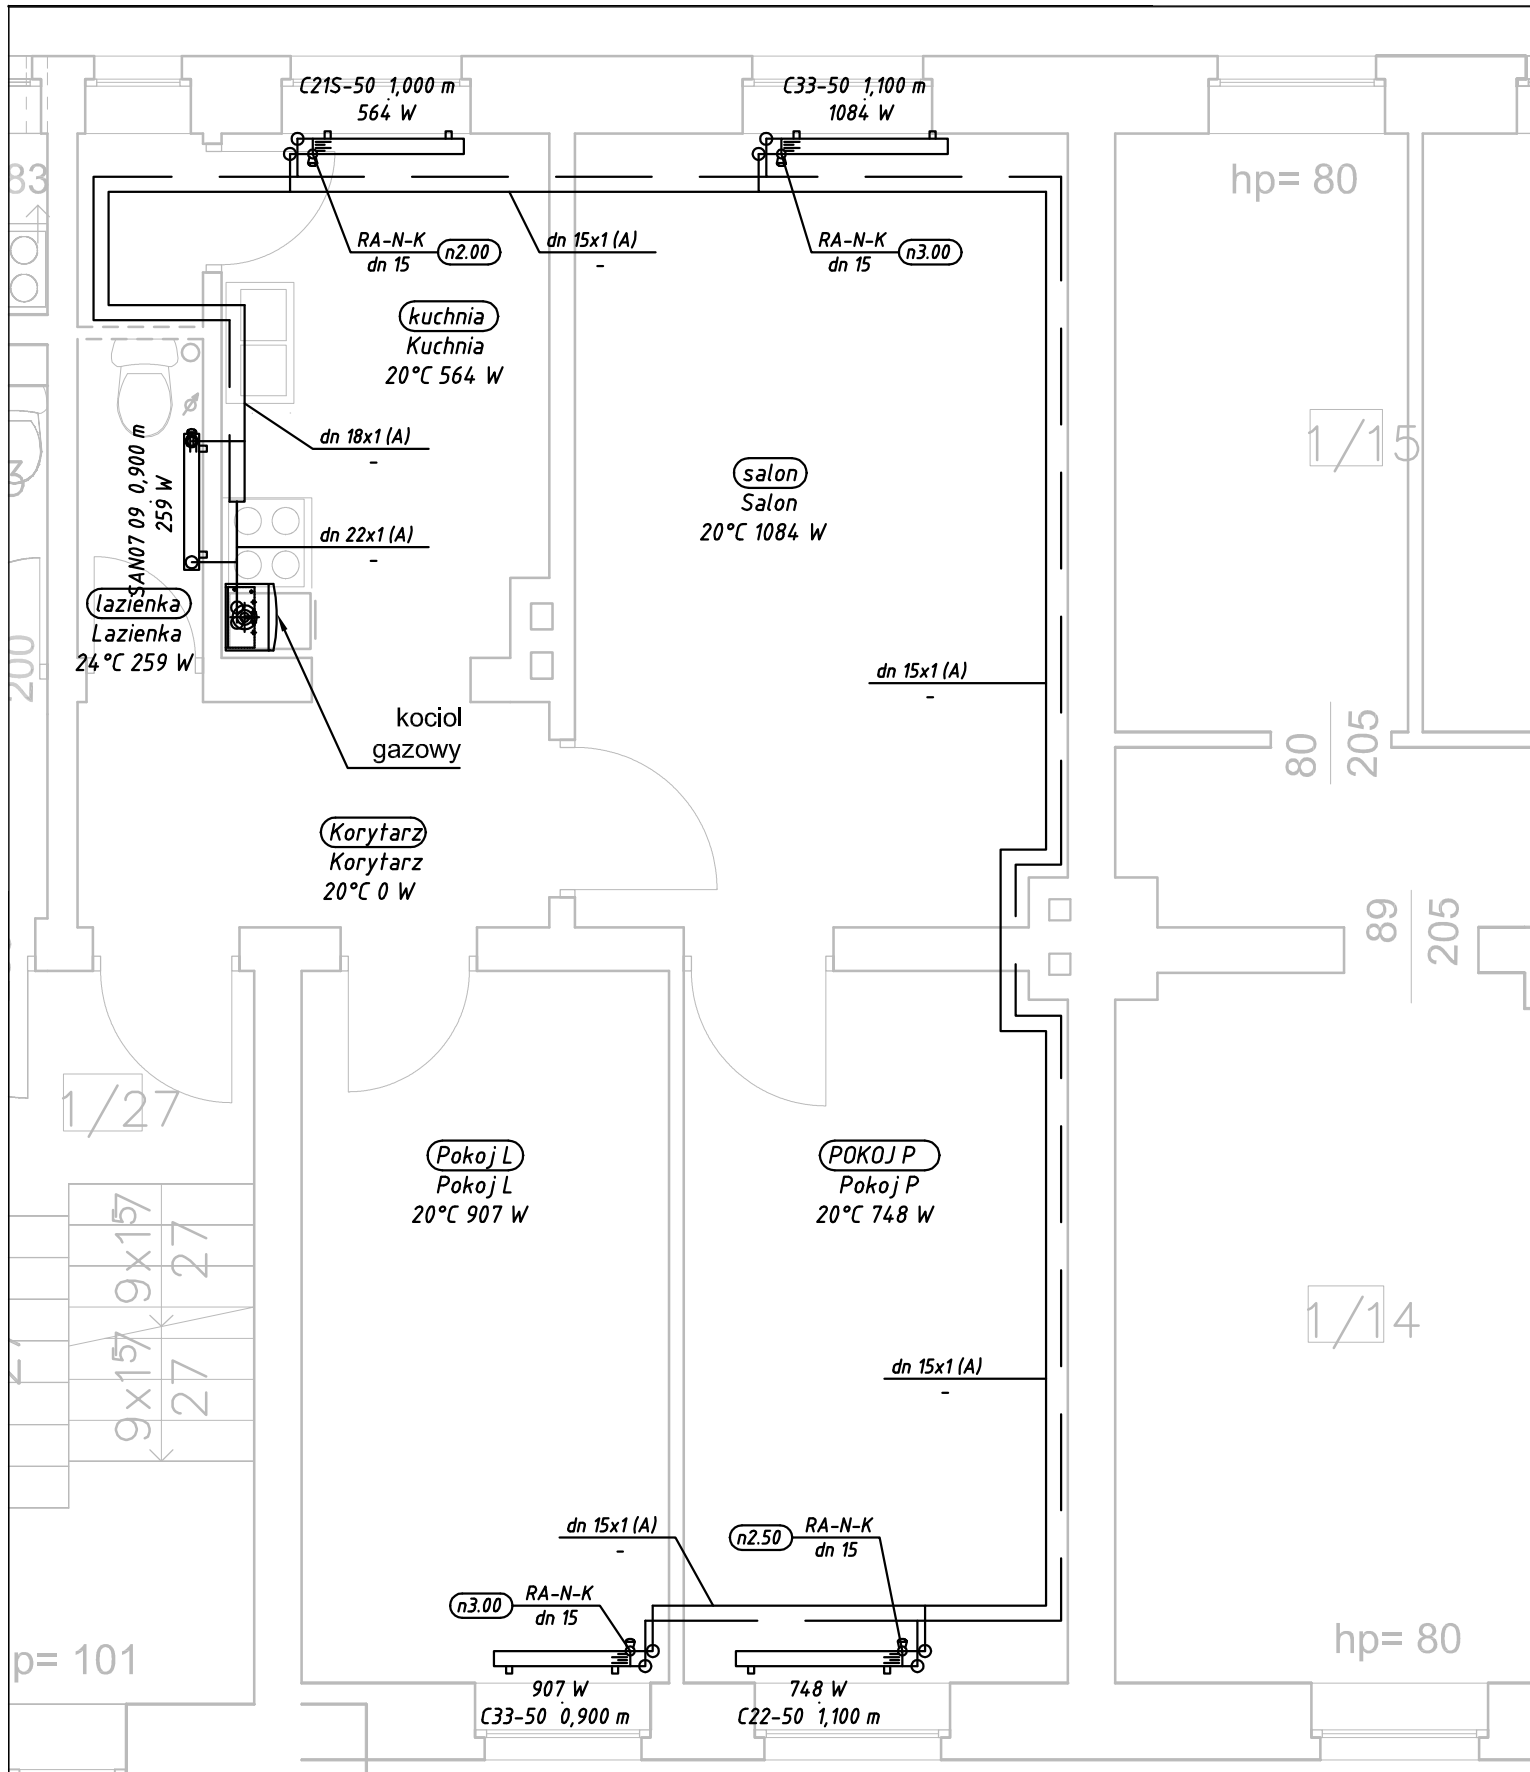 C21S-50 1,000 m
564 W
C33-50 1,100 m
1084 W
83
hp= 80
RA-N-K
dn 15
n2.00
dn 15x1 (A)
-
RA-N-K
dn 15
n3.00
kuchnia
Kuchnia
20°C 564 W
dn 18x1 (A)
-
salon
Salon
20°C 1084 W
1/15
SAN07 09 0,900 m
259 W
dn 22x1 (A)
-
lazienka
Lazienka
24°C 259 W
200
dn 15x1 (A)
-
kociol
gazowy
80
205
Korytarz
Korytarz
20°C 0 W
89
205
1/27
Pokoj L
Pokoj L
20°C 907 W
POKOJ P
Pokoj P
20°C 748 W
9x15
27
9x15
27
1/14
dn 15x1 (A)
-
dn 15x1 (A)
-
n2.50
RA-N-K
dn 15
n3.00
RA-N-K
dn 15
p= 101
hp= 80
907 W
C33-50 0,900 m
748 W
C22-50 1,100 m